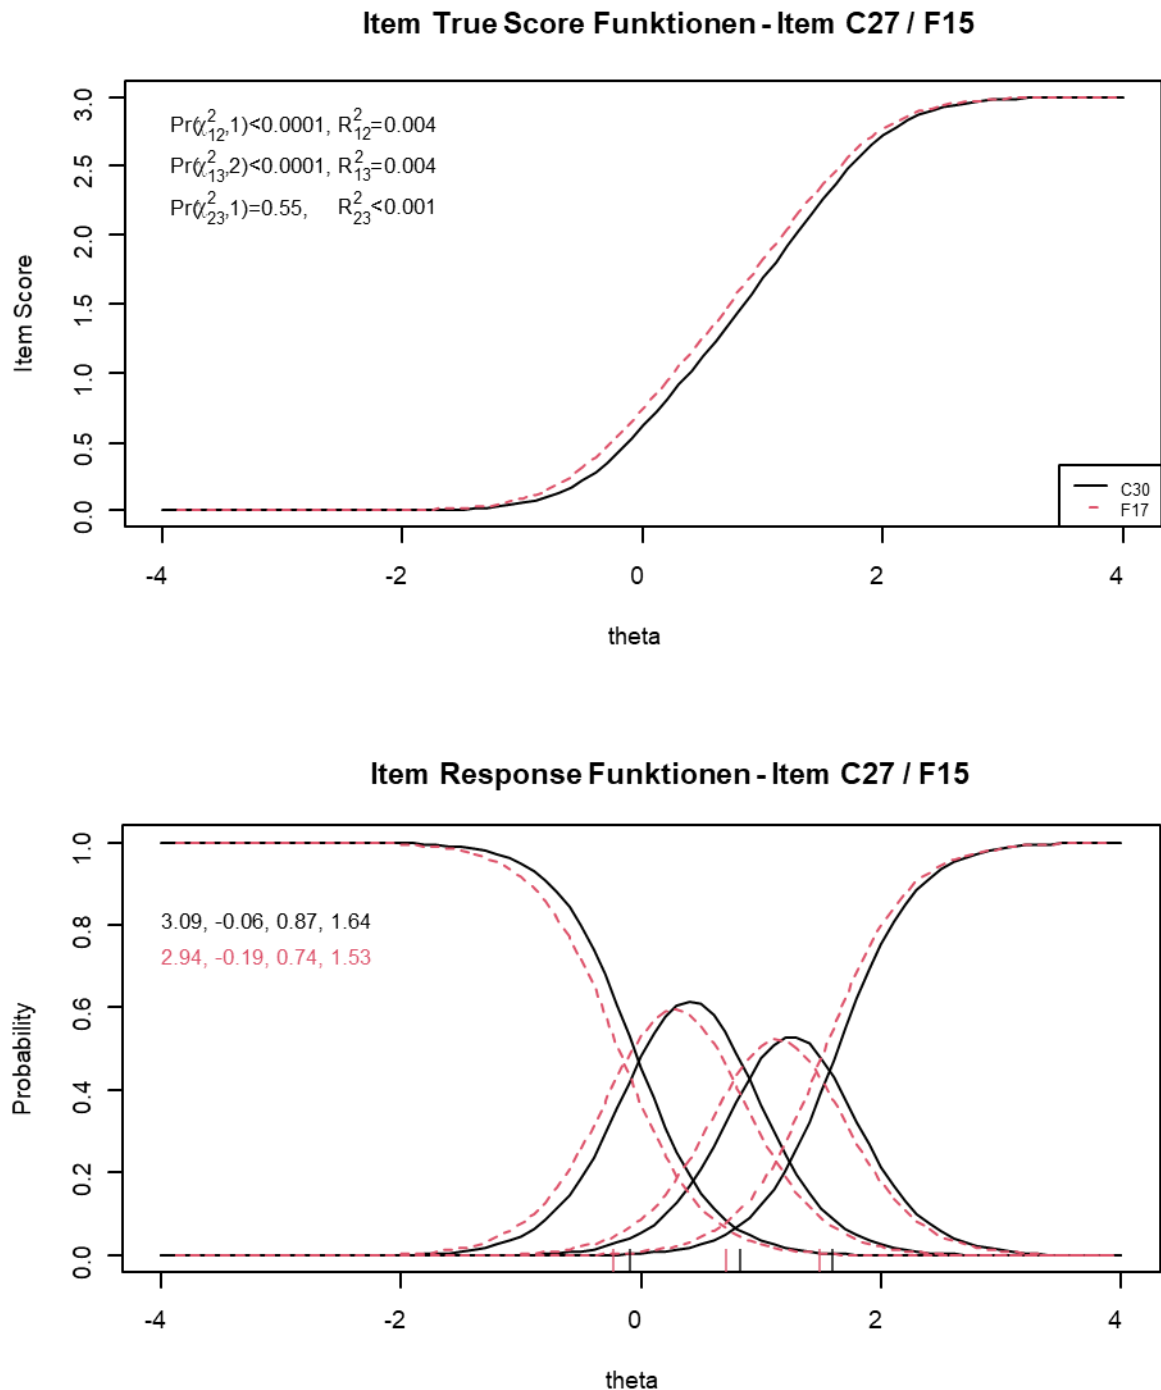 Item True Score Funktionen - Item C27 / F15
Item Score
3.0
2.5
2.0
1.5
1.0
0.5
0.0
Pr(χ²₁₂,1)<0.0001, R²₁₂=0.004
Pr(χ²₁₃,2)<0.0001, R²₁₃=0.004
Pr(χ²₂₃,1)=0.55, R²₂₃<0.001
C30
F17
-4 -2 0 2 4
theta
Item Response Funktionen - Item C27 / F15
Probability
1.0
0.8
0.6
0.4
0.2
0.0
3.09, -0.06, 0.87, 1.64
2.94, -0.19, 0.74, 1.53
-4 -2 0 2 4
theta